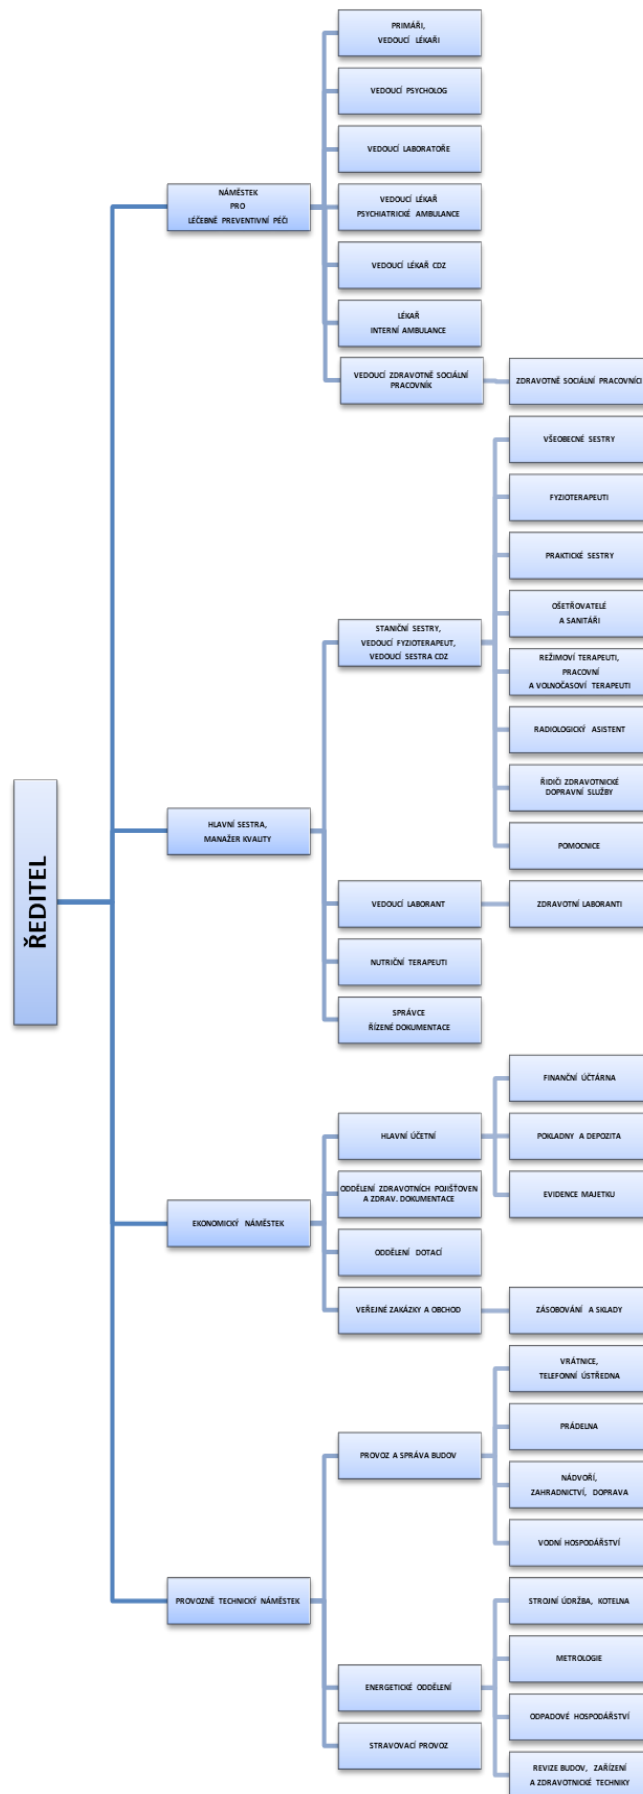 ŘEDITEL
NÁMĚSTEK
PRO
LÉČEBNĚ PREVENTIVNÍ PÉČI
PRIMÁŘI,
VEDOUCÍ LÉKAŘI
VEDOUCÍ PSYCHOLOG
VEDOUCÍ LABORATOŘE
VEDOUCÍ LÉKAŘ
PSYCHIATRICKÉ AMBULANCE
VEDOUCÍ LÉKAŘ CDZ
LÉKAŘ
INTERNÍ AMBULANCE
VEDOUCÍ ZDRAVOTNĚ SOCIÁLNÍ
PRACOVNÍK
ZDRAVOTNĚ SOCIÁLNÍ PRACOVNÍCI
HLAVNÍ SESTRA,
MANAŽER KVALITY
STANIČNÍ SESTRY,
VEDOUCÍ FYZIOTERAPEUT,
VEDOUCÍ SESTRA CDZ
VŠEOBECNÉ SESTRY
FYZIOTERAPEUTI
PRAKTICKÉ SESTRY
OŠETŘOVATELÉ
A SANITÁŘI
REŽIMOVÍ TERAPEUTI,
PRACOVNÍ
A VOLNOČASOVÍ TERAPEUTI
RADIOLOGICKÝ ASISTENT
ŘIDIČI ZDRAVOTNICKÉ
DOPRAVNÍ SLUŽBY
POMOCNICE
VEDOUCÍ LABORANT
ZDRAVOTNÍ LABORANTI
NUTRIČNÍ TERAPEUTI
SPRÁVCE
ŘÍZENÉ DOKUMENTACE
EKONOMICKÝ NÁMĚSTEK
HLAVNÍ ÚČETNÍ
FINANČNÍ ÚČTÁRNA
POKLADNY A DEPOZITA
EVIDENCE MAJETKU
ODDĚLENÍ ZDRAVOTNÍCH POJIŠŤOVEN
A ZDRAV. DOKUMENTACE
ODDĚLENÍ DOTACÍ
VEŘEJNÉ ZAKÁZKY A OBCHOD
ZÁSOBOVÁNÍ A SKLADY
PROVOZNĚ TECHNICKÝ NÁMĚSTEK
PROVOZ A SPRÁVA BUDOV
VRÁTNICE,
TELEFONNÍ ÚSTŘEDNA
PRÁDELNA
NÁDVOŘÍ,
ZAHRADNICTVÍ, DOPRAVA
VODNÍ HOSPODÁŘSTVÍ
ENERGETICKÉ ODDĚLENÍ
STROJNÍ ÚDRŽBA, KOTELNA
METROLOGIE
ODPADOVÉ HOSPODÁŘSTVÍ
REVIZE BUDOV, ZAŘÍZENÍ
A ZDRAVOTNICKÉ TECHNIKY
STRAVOVACÍ PROVOZ